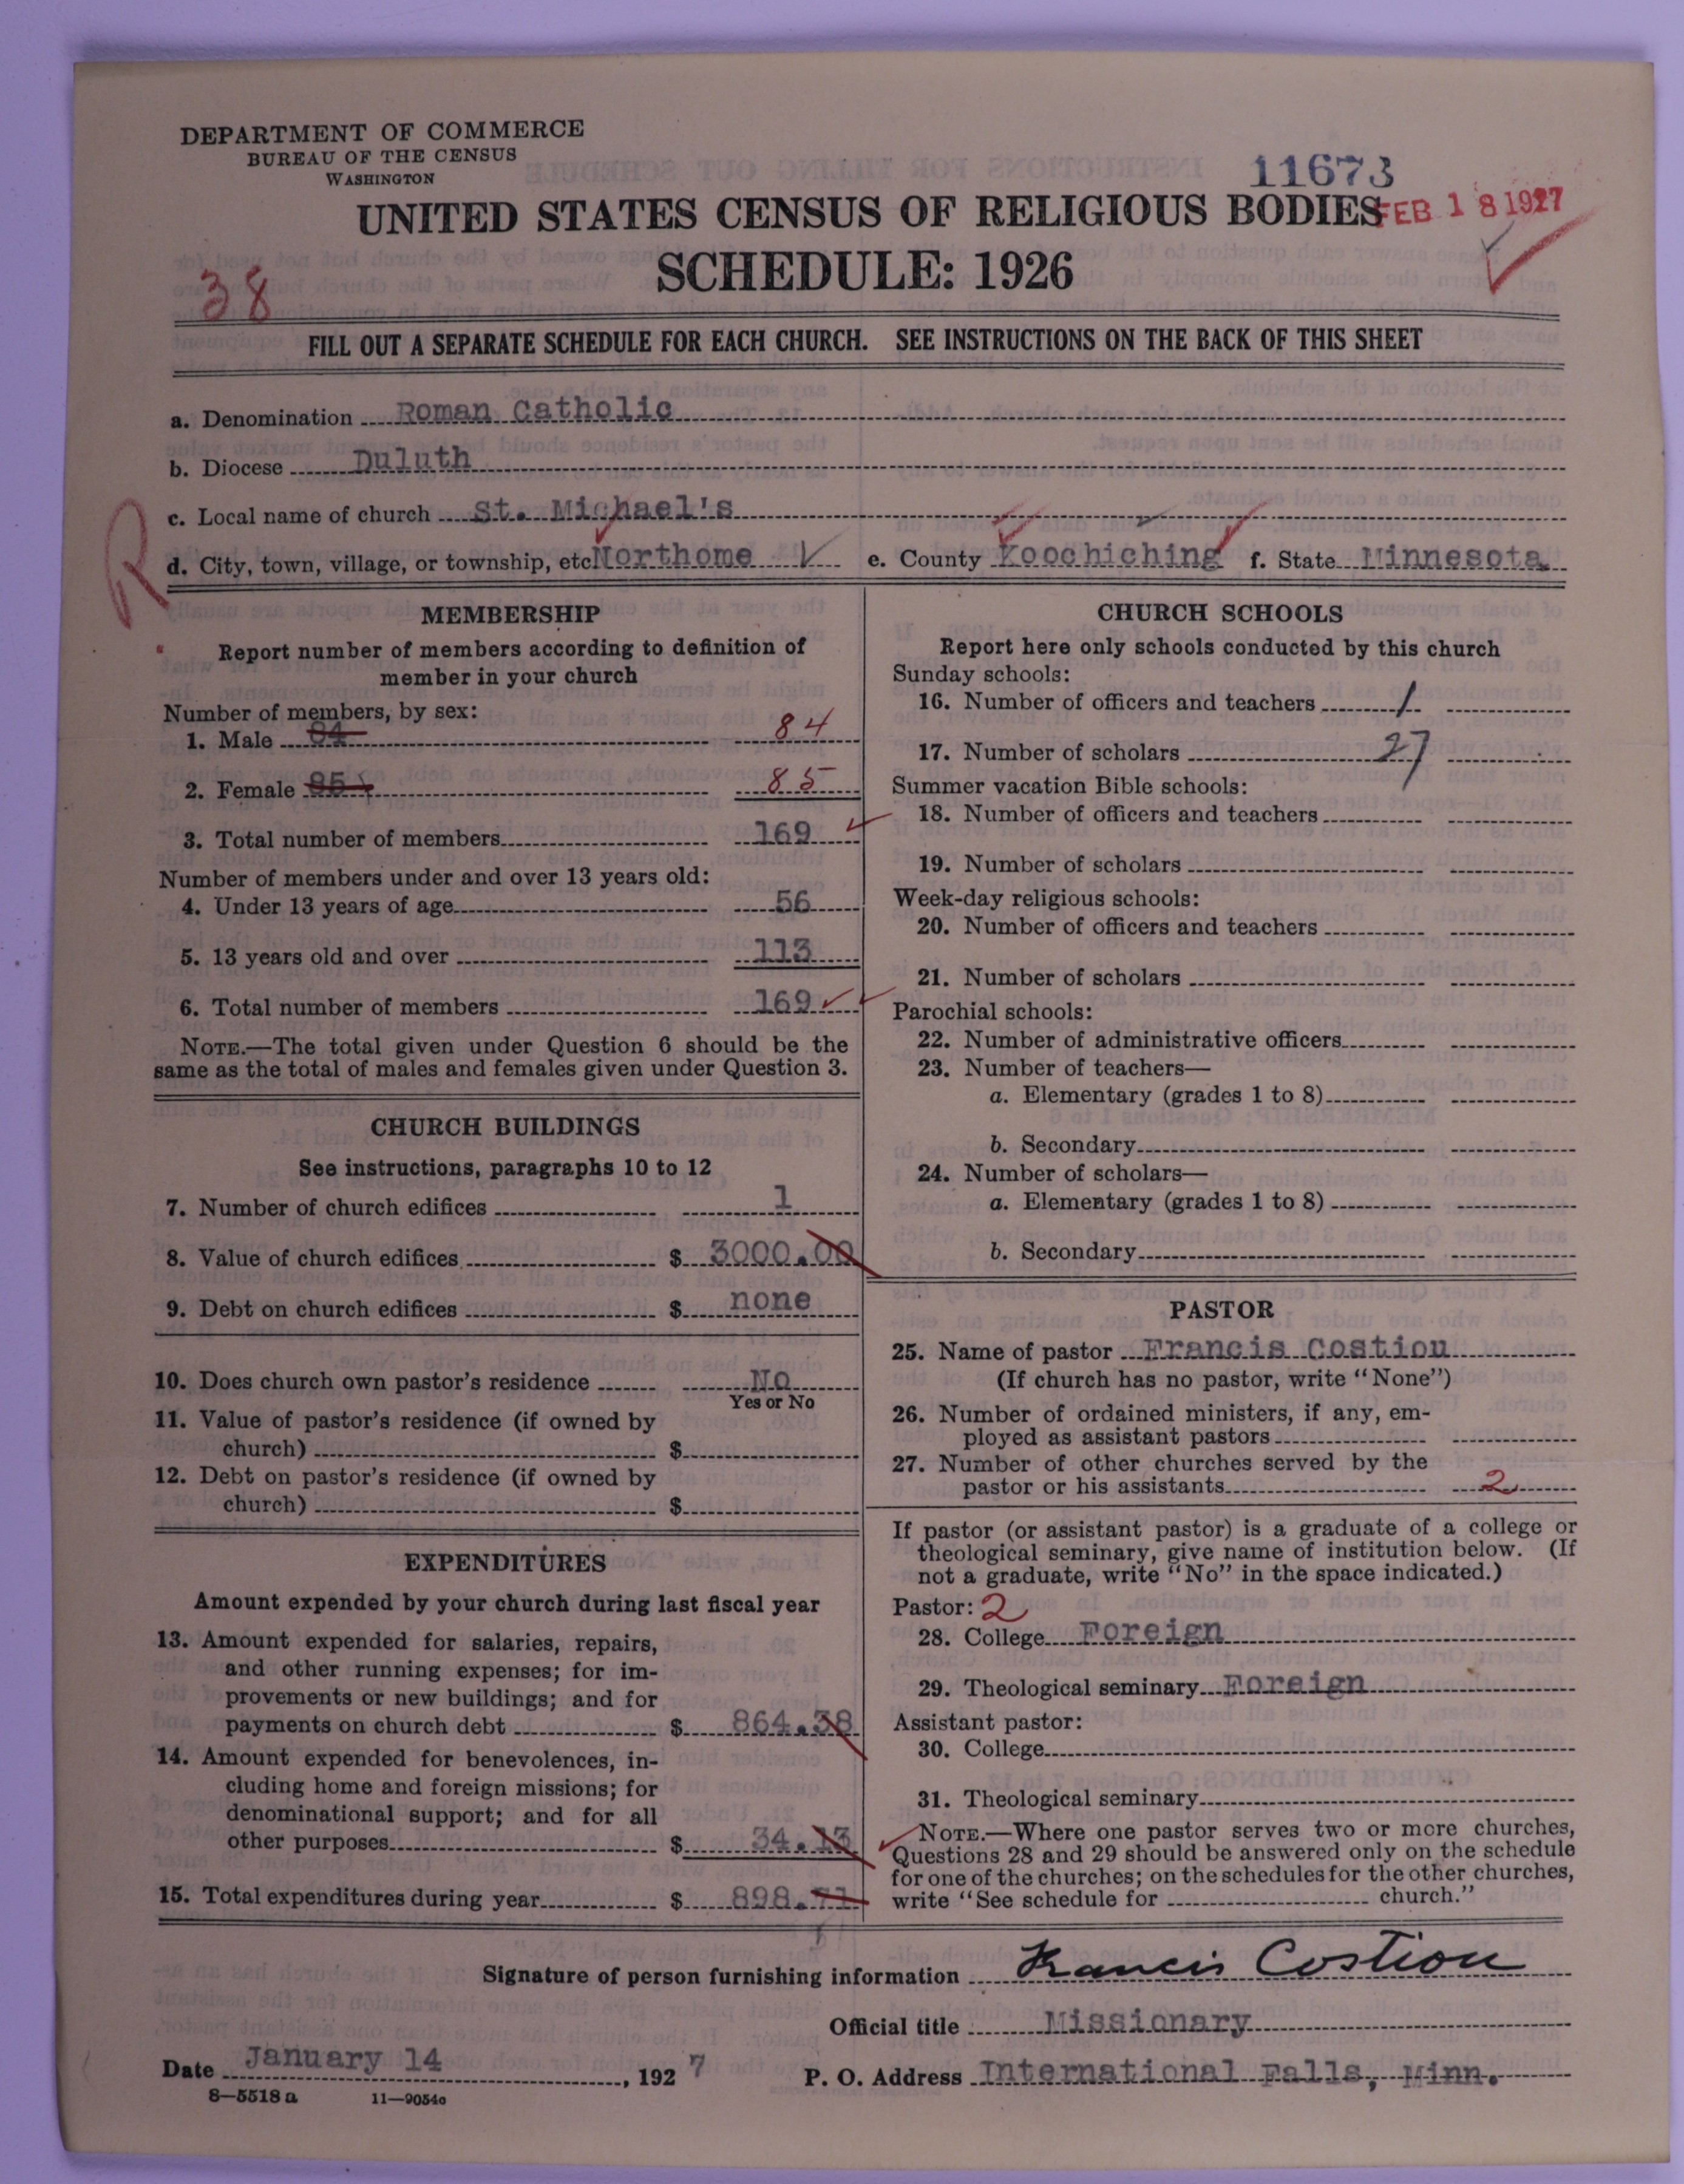 DEPARTMENT OF COMMERCE
BUREAU OF THE CENSUS
WASHINGTON
11673
UNITED STATES CENSUS OF RELIGIOUS BODIES
FEB 18 1927
SCHEDULE: 1926
38
FILL OUT A SEPARATE SCHEDULE FOR EACH CHURCH. SEE INSTRUCTIONS ON THE BACK OF THIS SHEET
a. Denomination Roman Catholic
b. Diocese Duluth
R
c. Local name of church St. Michael's
d. City, town, village, or township, etc. Northome e. County Koochiching f. State Minnesota
MEMBERSHIP
Report number of members according to definition of
member in your church
Number of members, by sex:
1. Male 84 84
2. Female 85 85
3. Total number of members 169
Number of members under and over 13 years old:
4. Under 13 years of age 56
5. 13 years old and over 113
6. Total number of members 169
NOTE.—The total given under Question 6 should be the
same as the total of males and females given under Question 3.
CHURCH BUILDINGS
See instructions, paragraphs 10 to 12
7. Number of church edifices 1
8. Value of church edifices $ 3000.00
9. Debt on church edifices $ none
10. Does church own pastor's residence No
Yes or No
11. Value of pastor's residence (if owned by
church) $
12. Debt on pastor's residence (if owned by
church) $
EXPENDITURES
Amount expended by your church during last fiscal year
13. Amount expended for salaries, repairs,
and other running expenses; for im-
provements or new buildings; and for
payments on church debt $ 864.38
14. Amount expended for benevolences, in-
cluding home and foreign missions; for
denominational support; and for all
other purposes $ 34.13
15. Total expenditures during year $ 898.71
CHURCH SCHOOLS
Report here only schools conducted by this church
Sunday schools:
16. Number of officers and teachers 1
17. Number of scholars 27
Summer vacation Bible schools:
18. Number of officers and teachers
19. Number of scholars
Week-day religious schools:
20. Number of officers and teachers
21. Number of scholars
Parochial schools:
22. Number of administrative officers
23. Number of teachers—
a. Elementary (grades 1 to 8)
b. Secondary
24. Number of scholars—
a. Elementary (grades 1 to 8)
b. Secondary
PASTOR
25. Name of pastor Francis Costiou
(If church has no pastor, write "None")
26. Number of ordained ministers, if any, em-
ployed as assistant pastors
27. Number of other churches served by the
pastor or his assistants 2
If pastor (or assistant pastor) is a graduate of a college or
theological seminary, give name of institution below. (If
not a graduate, write "No" in the space indicated.)
Pastor: 2
28. College Foreign
29. Theological seminary Foreign
Assistant pastor:
30. College
31. Theological seminary
NOTE.—Where one pastor serves two or more churches,
Questions 28 and 29 should be answered only on the schedule
for one of the churches; on the schedules for the other churches,
write "See schedule for church."
Signature of person furnishing information Francis Costiou
Official title Missionary
Date January 14, 1927 P. O. Address International Falls, Minn.
8—5518 a 11—9054c